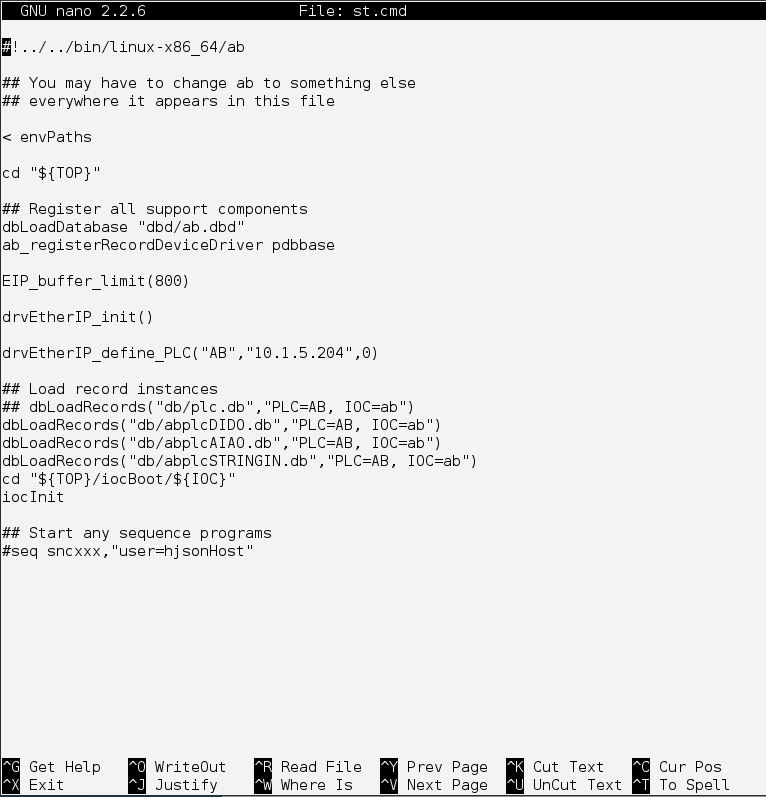 GNU nano 2.2.6 File: st.cmd
#!../../bin/linux-x86_64/ab
## You may have to change ab to something else
## everywhere it appears in this file
< envPaths
cd "${TOP}"
## Register all support components
dbLoadDatabase "dbd/ab.dbd"
ab_registerRecordDeviceDriver pdbbase
EIP_buffer_limit(800)
drvEtherIP_init()
drvEtherIP_define_PLC("AB","10.1.5.204",0)
## Load record instances
## dbLoadRecords("db/plc.db","PLC=AB, IOC=ab")
dbLoadRecords("db/abplcDIDO.db","PLC=AB, IOC=ab")
dbLoadRecords("db/abplcAIAO.db","PLC=AB, IOC=ab")
dbLoadRecords("db/abplcSTRINGIN.db","PLC=AB, IOC=ab")
cd "${TOP}/iocBoot/${IOC}"
iocInit
## Start any sequence programs
#seq sncxxx,"user=hjsonHost"
^G Get Help ^O WriteOut ^R Read File ^Y Prev Page ^K Cut Text ^C Cur Pos
^X Exit ^J Justify ^W Where Is ^V Next Page ^U UnCut Text ^T To Spell